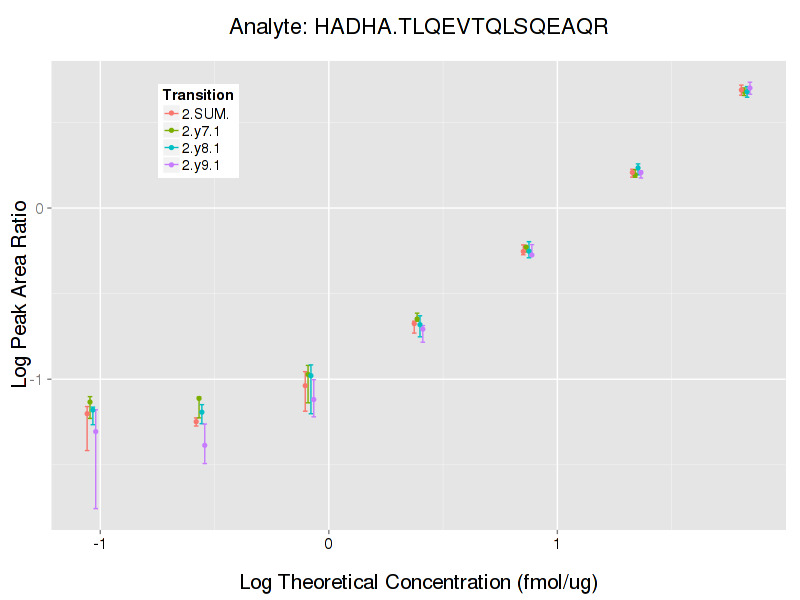 Analyte: HADHA.TLQEVTQLSQEAQR
Transition
2.SUM.
2.y7.1
2.y8.1
2.y9.1
Log Peak Area Ratio
0
-1
-1
0
1
Log Theoretical Concentration (fmol/ug)